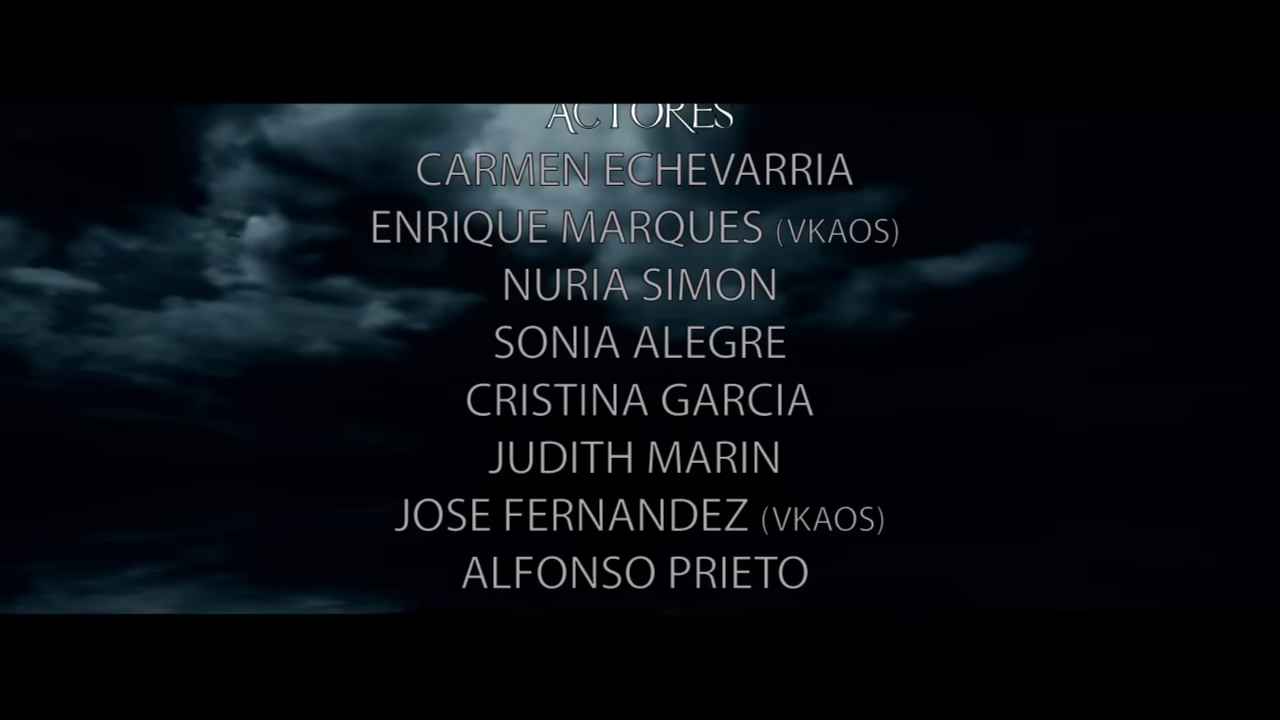 ACTORES
CARMEN ECHEVARRIA
ENRIQUE MARQUES (VKAOS)
NURIA SIMON
SONIA ALEGRE
CRISTINA GARCIA
JUDITH MARIN
JOSE FERNANDEZ (VKAOS)
ALFONSO PRIETO